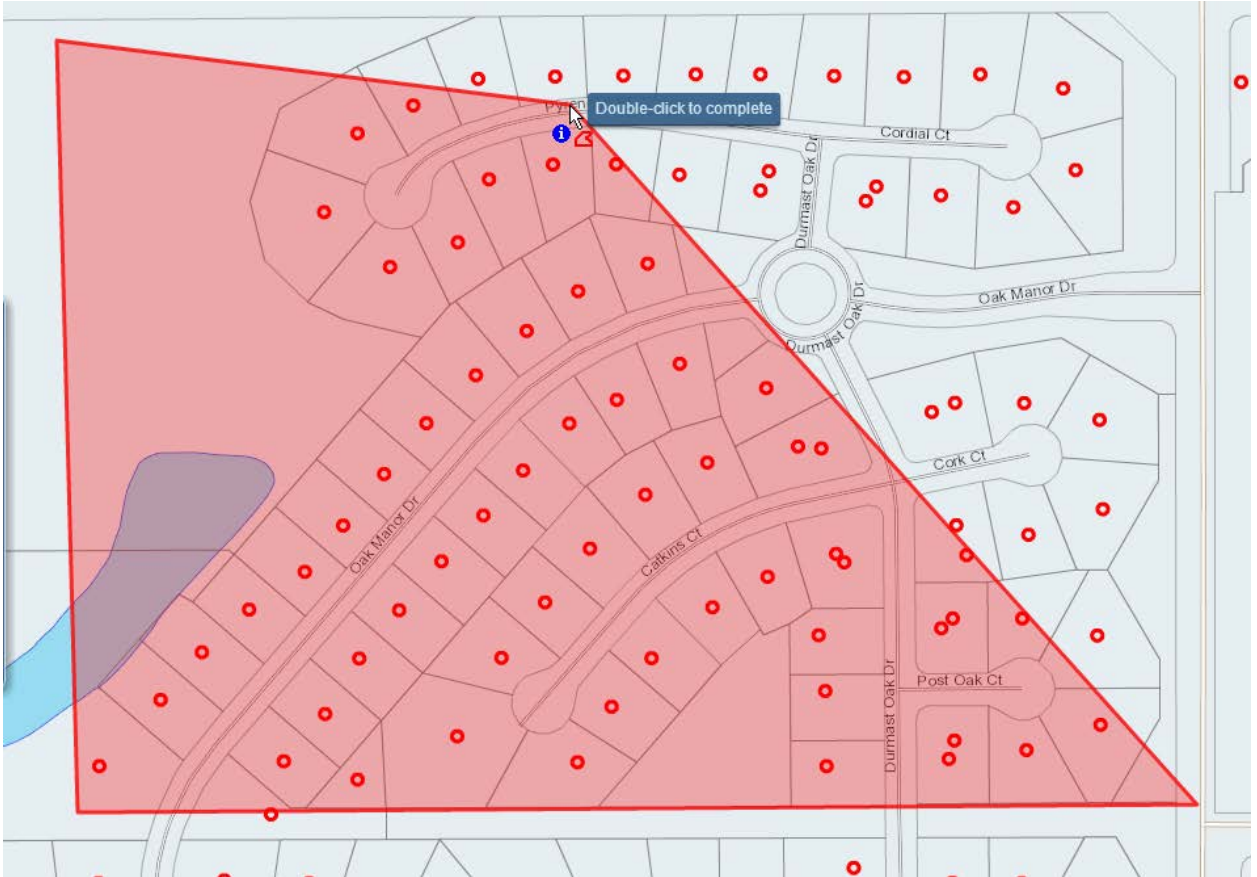 Double-click to complete
Cordial Ct
Durmast Oak Dr
Oak Manor Dr
Durmast Oak Dr
Cork Ct
Oak Manor Dr
Catkins Ct
Durmast Oak Dr
Post Oak Ct